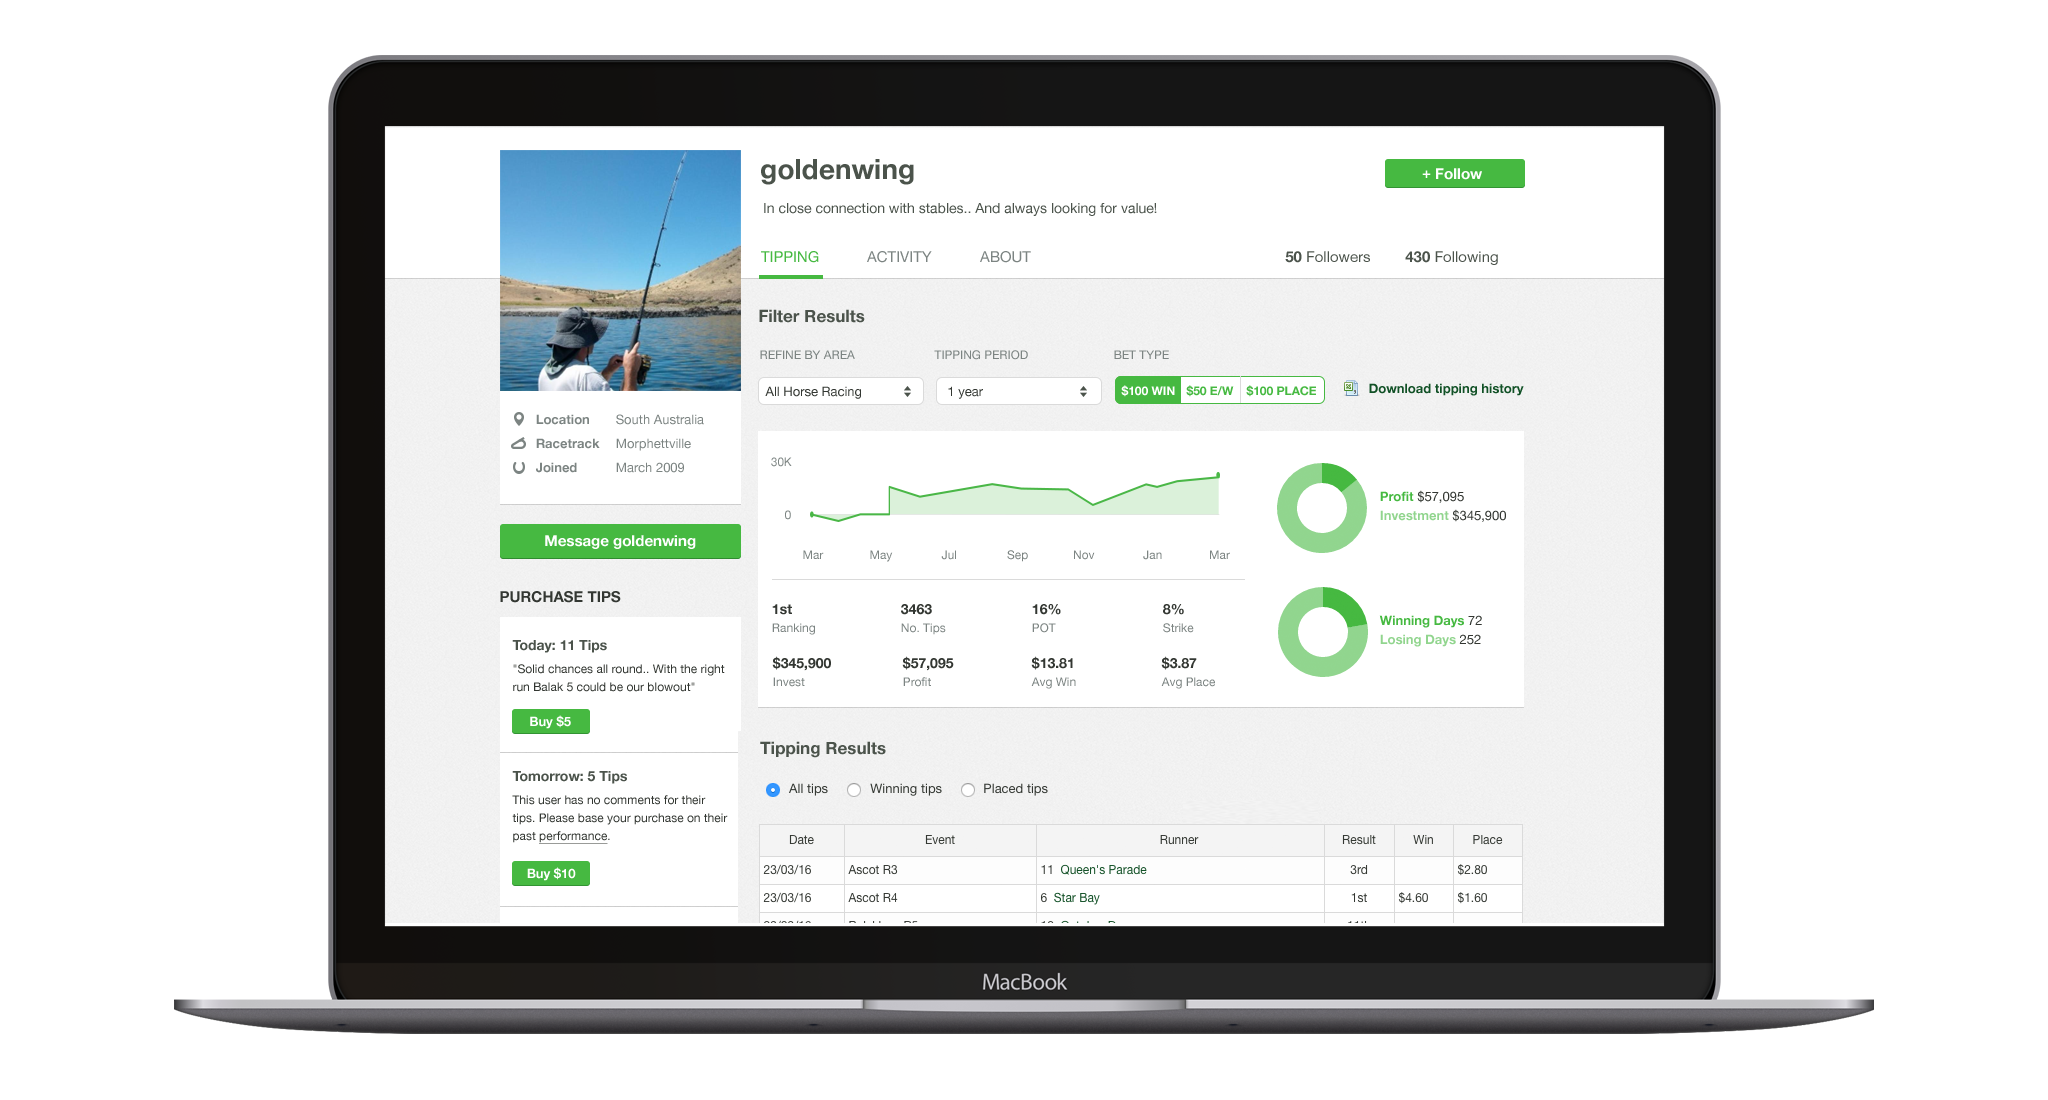 goldenwing
+ Follow
In close connection with stables.. And always looking for value!
TIPPING ACTIVITY ABOUT 50 Followers 430 Following
Location South Australia
Racetrack Morphettville
Joined March 2009
Message goldenwing
PURCHASE TIPS
Today: 11 Tips
"Solid chances all round.. With the right
run Balak 5 could be our blowout"
Buy $5
Tomorrow: 5 Tips
This user has no comments for their
tips. Please base your purchase on their
past performance.
Buy $10
Filter Results
REFINE BY AREA TIPPING PERIOD BET TYPE
All Horse Racing 1 year $100 WIN $50 E/W $100 PLACE Download tipping history
30K
0
Mar May Jul Sep Nov Jan Mar
Profit $57,095
Investment $345,900
1st 3463 16% 8%
Ranking No. Tips POT Strike
$345,900 $57,095 $13.81 $3.87
Invest Profit Avg Win Avg Place
Winning Days 72
Losing Days 252
Tipping Results
All tips Winning tips Placed tips
Date Event Runner Result Win Place
23/03/16 Ascot R3 11 Queen's Parade 3rd $2.80
23/03/16 Ascot R4 6 Star Bay 1st $4.60 $1.60
MacBook